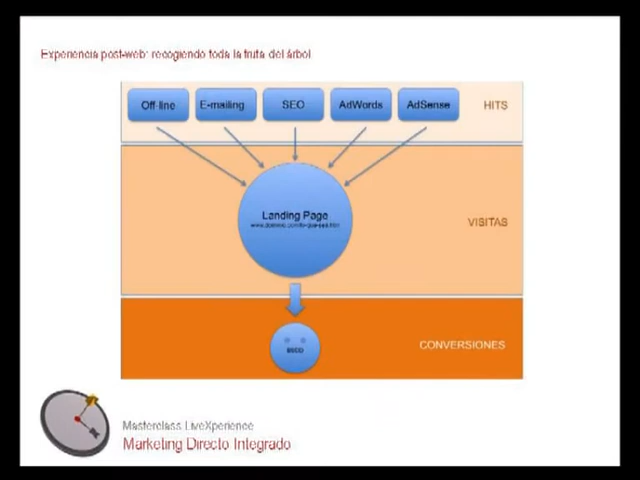 Experiencia post-web: recogiendo toda la fruta del árbol
Off-line
E-mailing
SEO
AdWords
AdSense
HITS
Landing Page
VISITAS
CONVERSIONES
Masterclass LiveXperience
Marketing Directo Integrado